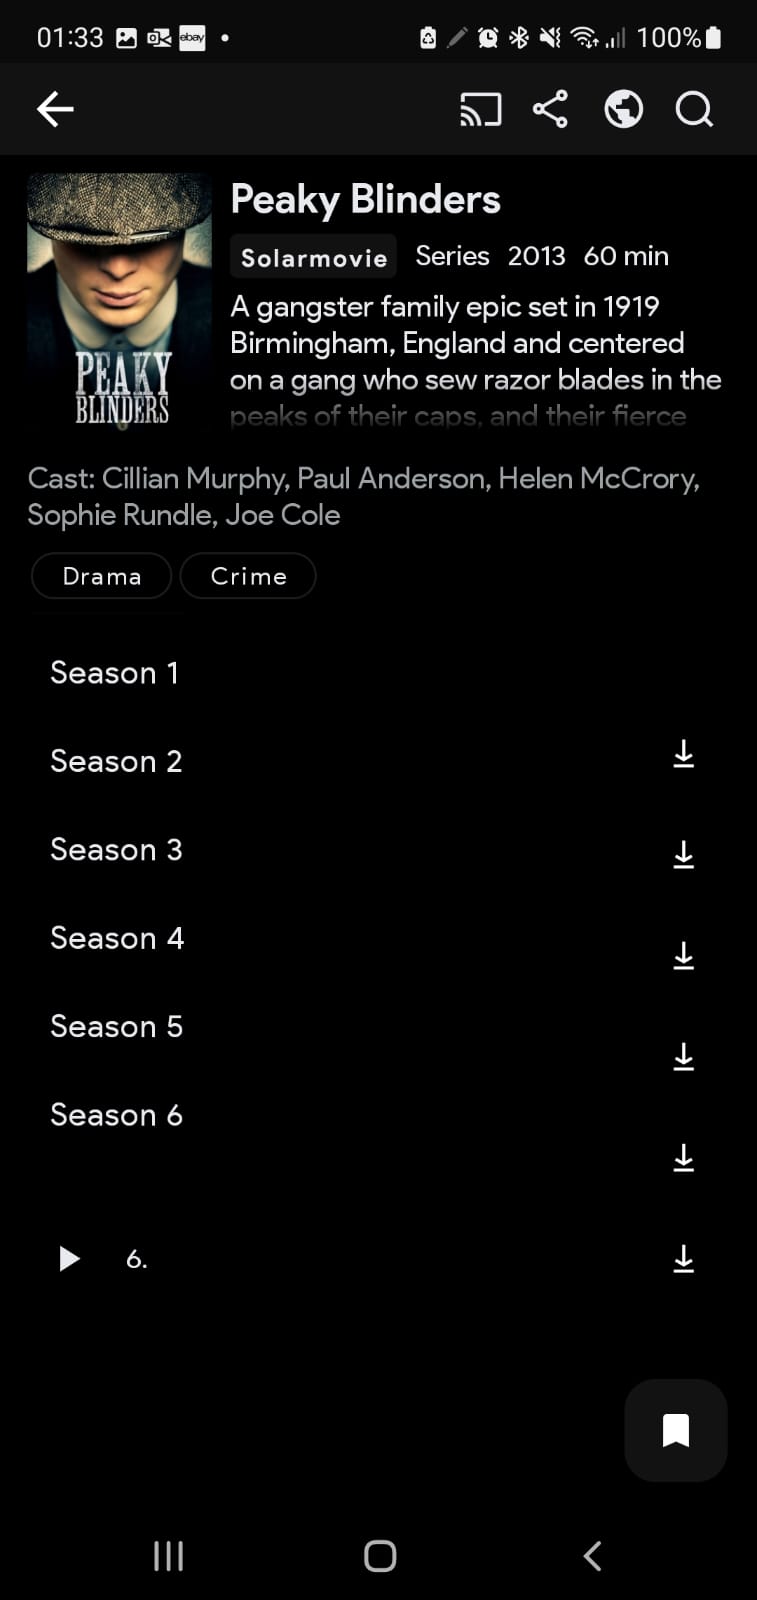 01:33 ebay 100%
Peaky Blinders
Solarmovie Series 2013 60 min
A gangster family epic set in 1919
Birmingham, England and centered
on a gang who sew razor blades in the
peaks of their caps, and their fierce
PEAKY
BLINDERS
Cast: Cillian Murphy, Paul Anderson, Helen McCrory,
Sophie Rundle, Joe Cole
Drama Crime
Season 1
Season 2
Season 3
Season 4
Season 5
Season 6
6.